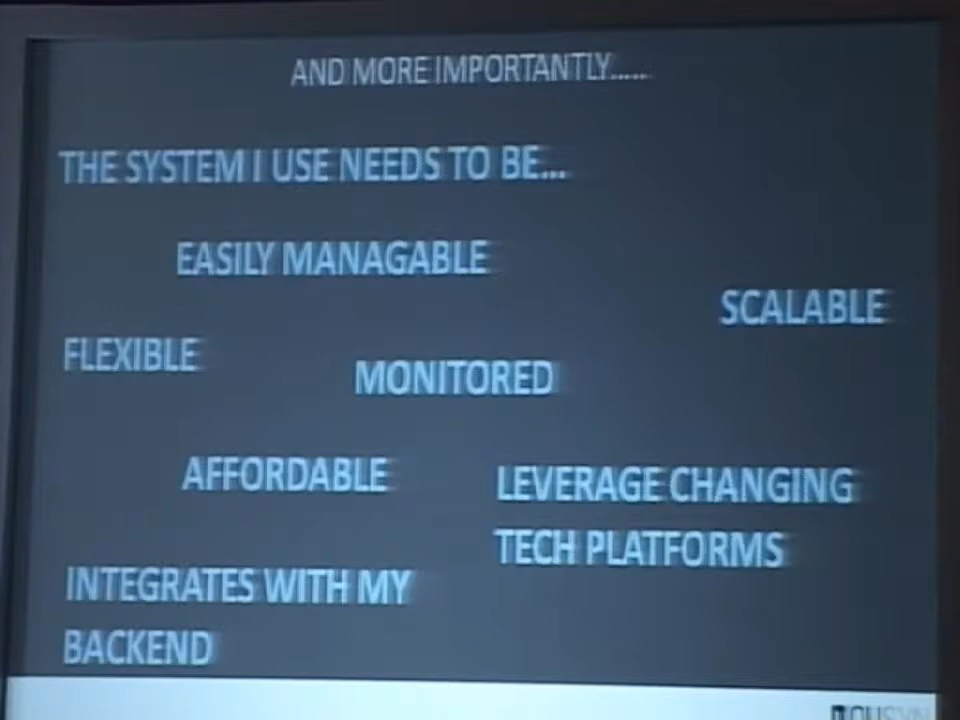 AND MORE IMPORTANTLY.....
THE SYSTEM I USE NEEDS TO BE...
EASILY MANAGABLE
SCALABLE
FLEXIBLE
MONITORED
AFFORDABLE
LEVERAGE CHANGING
TECH PLATFORMS
INTEGRATES WITH MY
BACKEND